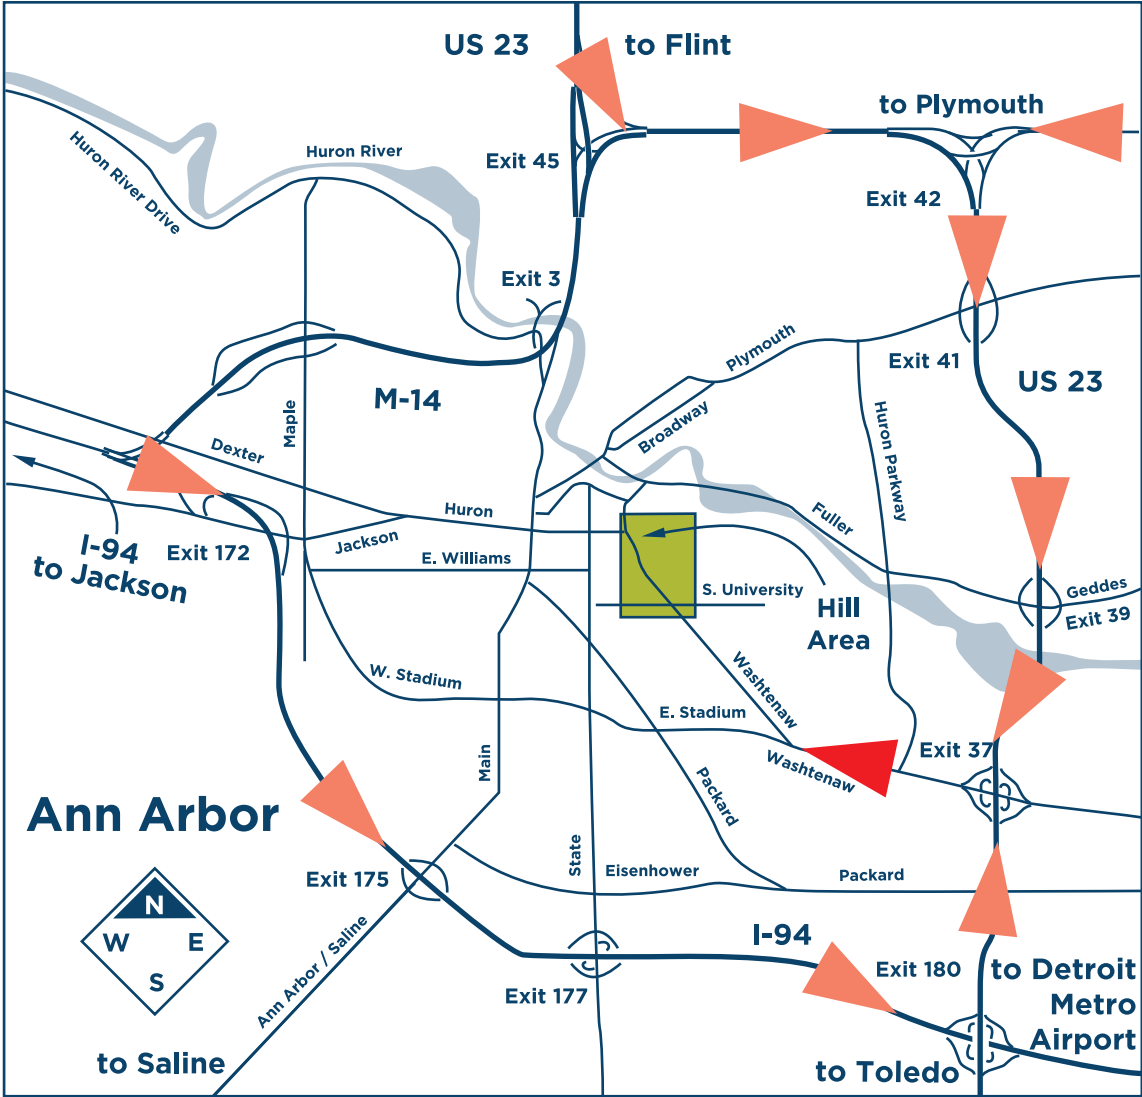 US 23
to Flint
to Plymouth
Huron River
Exit 45
Huron River Drive
Exit 42
Exit 3
Plymouth
Exit 41
US 23
M-14
Maple
Broadway
Huron Parkway
Dexter
Huron
Fuller
Jackson
I-94
to Jackson
Exit 172
E. Williams
S. University
Hill
Area
Geddes
Exit 39
W. Stadium
Washtenaw
E. Stadium
Exit 37
Washtenaw
Main
Packard
Ann Arbor
State
Exit 175
Eisenhower
Packard
N
W E
S
I-94
Ann Arbor / Saline
Exit 177
Exit 180
to Detroit
Metro
Airport
to Saline
to Toledo